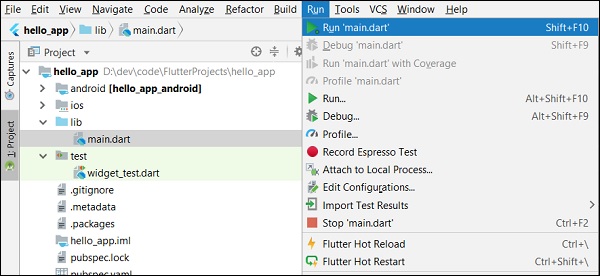 File Edit View Navigate Code Analyze Refactor Build Run Tools VCS Window Help
hello_app lib main.dart
Captures
1: Project
Project
hello_app D:\dev\code\FlutterProjects\hello_app
android [hello_app_android]
ios
lib
main.dart
test
widget_test.dart
.gitignore
.metadata
.packages
hello_app.iml
pubspec.lock
pubspec.yaml
Run 'main.dart' Shift+F10
Debug 'main.dart' Shift+F9
Run 'main.dart' with Coverage
Profile 'main.dart'
Run... Alt+Shift+F10
Debug... Alt+Shift+F9
Profile...
Record Espresso Test
Attach to Local Process...
Edit Configurations...
Import Test Results
Stop 'main.dart' Ctrl+F2
Flutter Hot Reload Ctrl+\
Flutter Hot Restart Ctrl+Shift+\